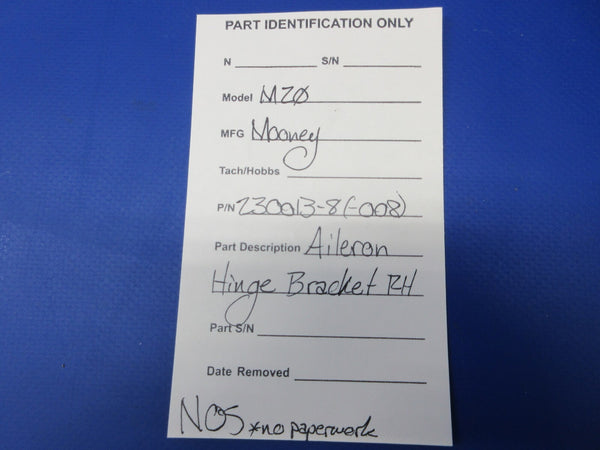 PART IDENTIFICATION ONLY
N S/N
Model M20
MFG Mooney
Tach/Hobbs
P/N 230013-8(-008)
Part Description Aileron
Hinge Bracket RH
Part S/N
Date Removed
NOS *no paperwork